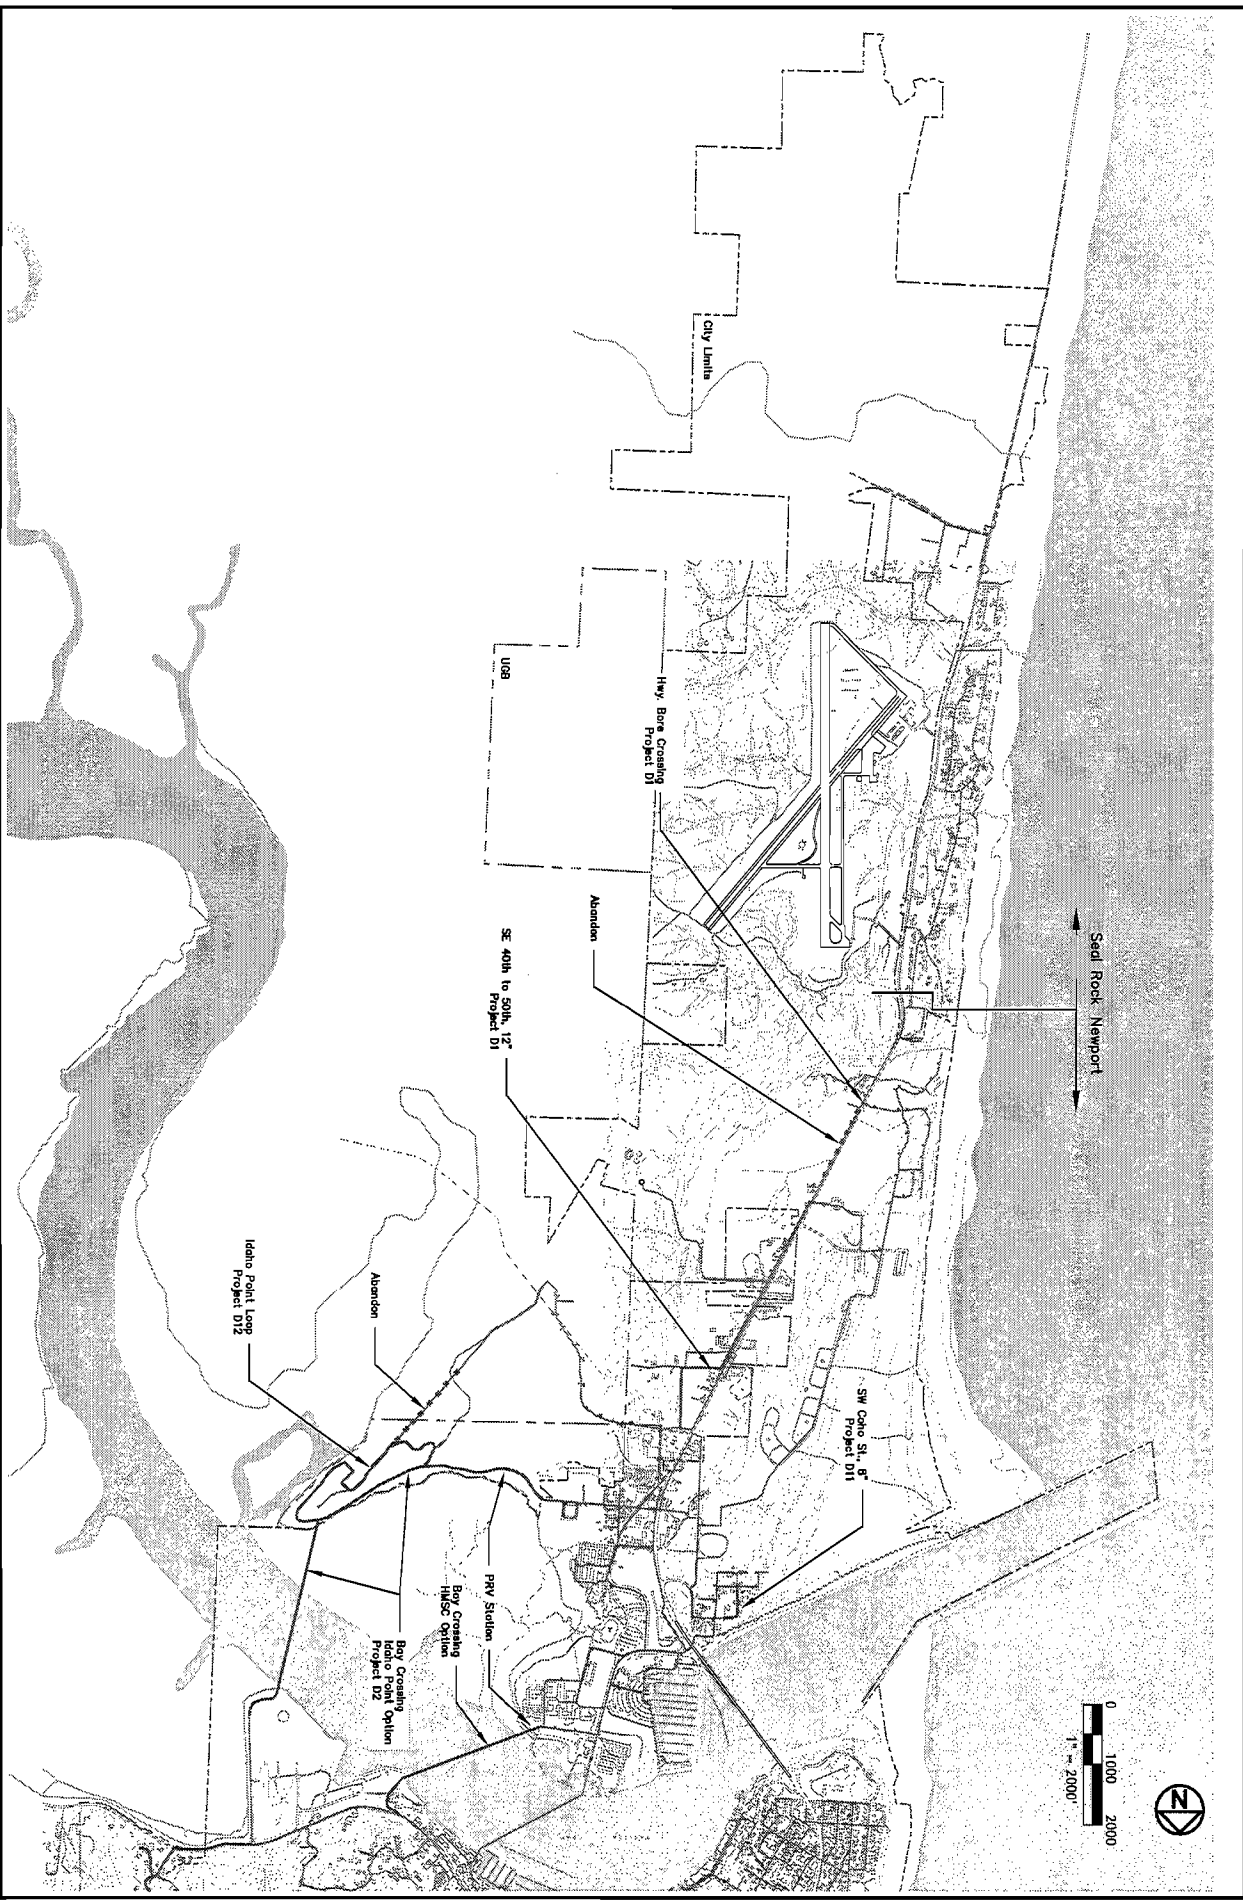 Seal Rock
Newport
0
1000
2000
1" = 2000'
N
City Limits
UGB
Hwy. Bore Crossing
Project D1
Abandon
SE 40th to 50th, 12"
Project D1
SW Coho St., 8"
Project D11
Idaho Point Loop
Project D12
Abandon
PRV Station
Bay Crossing
HMSC Option
Bay Crossing
Idaho Point Option
Project D2